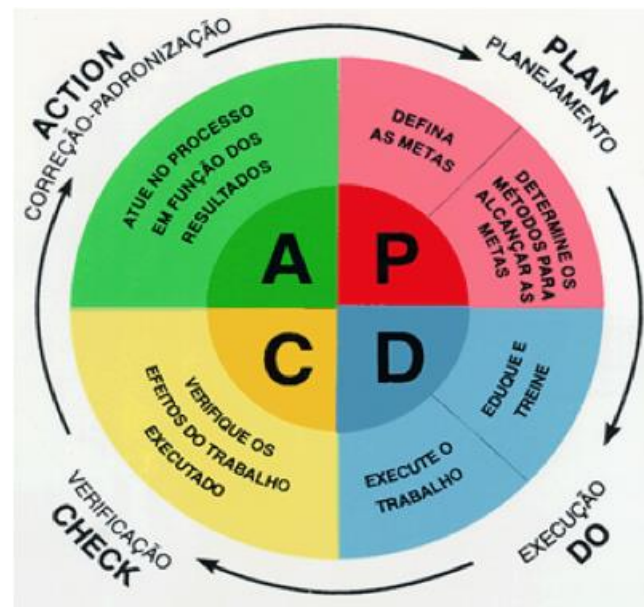 PLAN
PLANEJAMENTO
DEFINA
AS METAS
DETERMINE OS
MÉTODOS PARA
ALCANÇAR AS
METAS
P
EDUQUE E
TREINE
EXECUTE O
TRABALHO
D
EXECUÇÃO
DO
VERIFIQUE OS
EFEITOS DO TRABALHO
EXECUTADO
C
VERIFICAÇÃO
CHECK
ACTION
CORREÇÃO-PADRONIZAÇÃO
ATUE NO PROCESSO
EM FUNÇÃO DOS
RESULTADOS
A